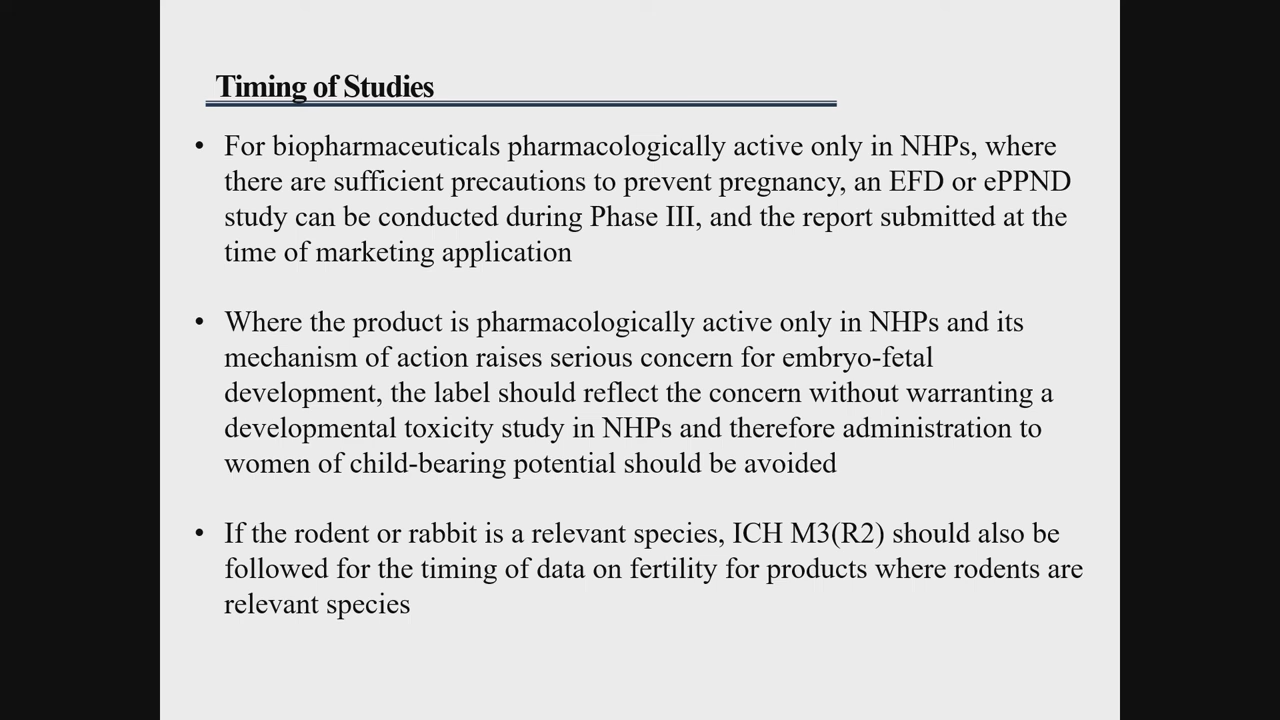 Timing of Studies
• For biopharmaceuticals pharmacologically active only in NHPs, where
there are sufficient precautions to prevent pregnancy, an EFD or ePPND
study can be conducted during Phase III, and the report submitted at the
time of marketing application
• Where the product is pharmacologically active only in NHPs and its
mechanism of action raises serious concern for embryo-fetal
development, the label should reflect the concern without warranting a
developmental toxicity study in NHPs and therefore administration to
women of child-bearing potential should be avoided
• If the rodent or rabbit is a relevant species, ICH M3(R2) should also be
followed for the timing of data on fertility for products where rodents are
relevant species